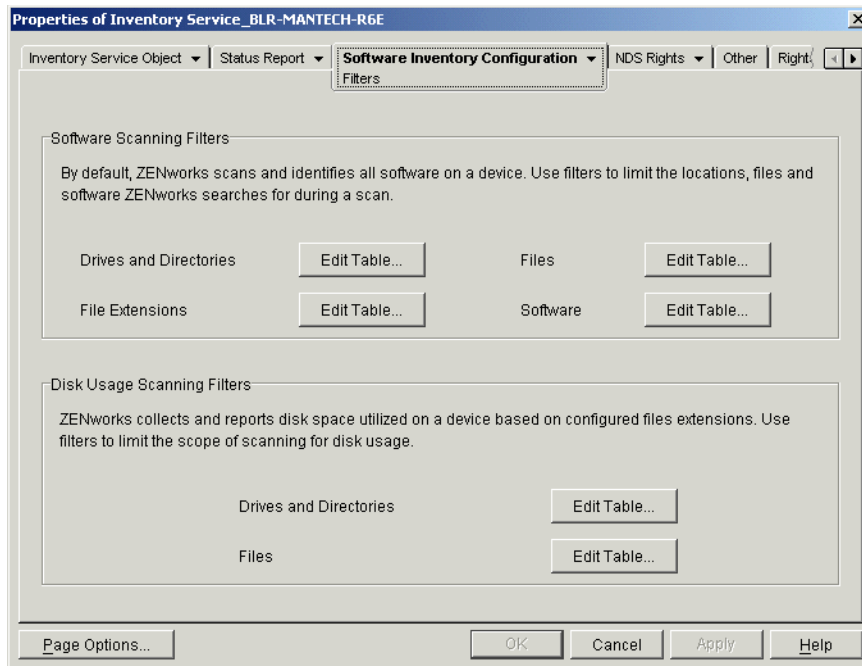 Properties of Inventory Service_BLR-MANTECH-R6E
Inventory Service Object Status Report Software Inventory Configuration NDS Rights Other Right
Filters
Software Scanning Filters
By default, ZENworks scans and identifies all software on a device. Use filters to limit the locations, files and
software ZENworks searches for during a scan.
Drives and Directories Edit Table... Files Edit Table...
File Extensions Edit Table... Software Edit Table...
Disk Usage Scanning Filters
ZENworks collects and reports disk space utilized on a device based on configured files extensions. Use
filters to limit the scope of scanning for disk usage.
Drives and Directories Edit Table...
Files Edit Table...
Page Options... OK Cancel Apply Help